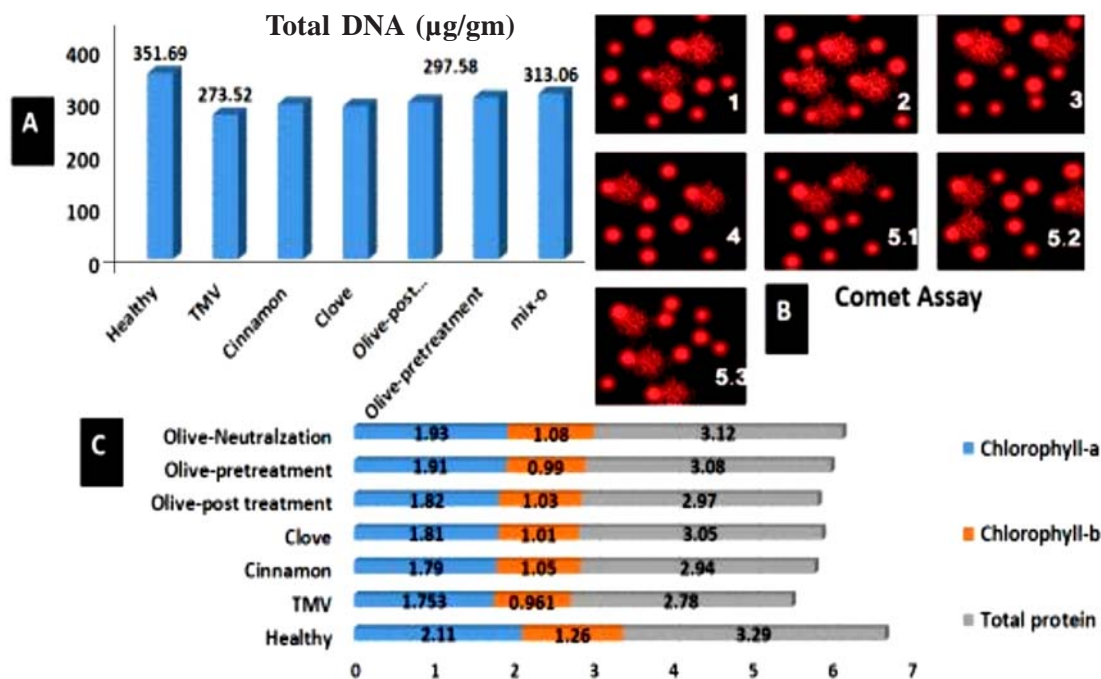 Total DNA (µg/gm)
A
400
300
200
100
0
351.69
273.52
297.58
313.06
Healthy
TMV
Cinnamon
Clove
Olive-post...
Olive-pretreatment
mix-o
1
2
3
4
5.1
5.2
5.3
B
Comet Assay
C
Olive-Neutralzation 1.93 1.08 3.12
Olive-pretreatment 1.91 0.99 3.08
Olive-post treatment 1.82 1.03 2.97
Clove 1.81 1.01 3.05
Cinnamon 1.79 1.05 2.94
TMV 1.753 0.961 2.78
Healthy 2.11 1.26 3.29
0 1 2 3 4 5 6 7
Chlorophyll-a
Chlorophyll-b
Total protein